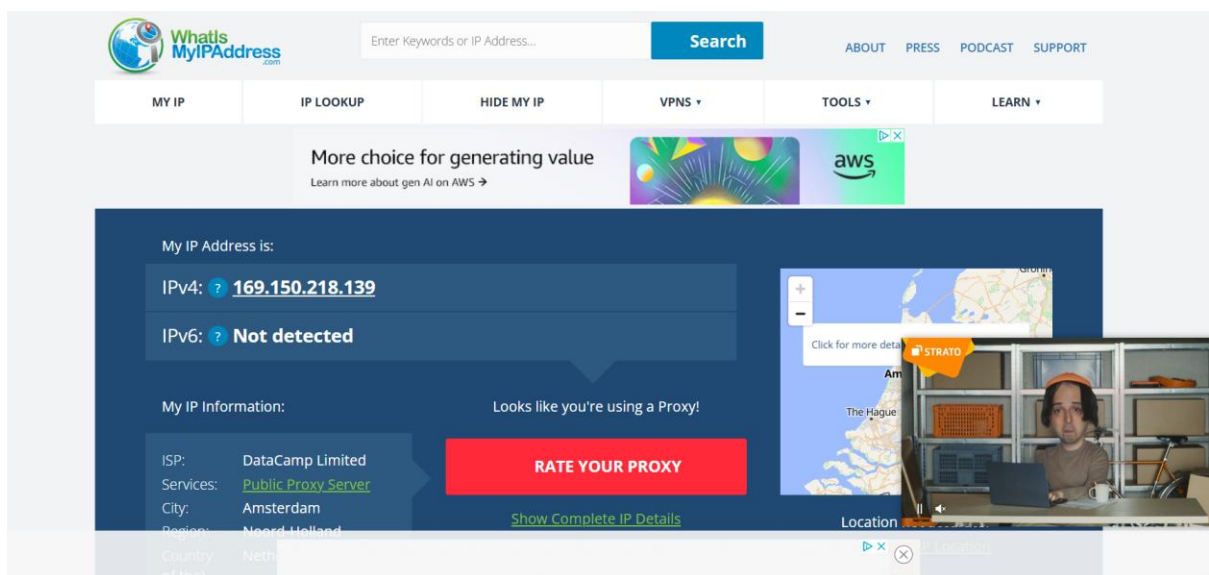 WhatIs
MyIPAddress
.com
Enter Keywords or IP Address...
Search
ABOUT PRESS PODCAST SUPPORT
MY IP IP LOOKUP HIDE MY IP VPNS TOOLS LEARN
More choice for generating value
Learn more about gen AI on AWS →
aws
My IP Address is:
IPv4: ? 169.150.218.139
IPv6: ? Not detected
Click for more deta
STRATO
The Hague
My IP Information:
Looks like you're using a Proxy!
ISP: DataCamp Limited
Services: Public Proxy Server
City: Amsterdam
Region: Noord-Holland
Country: Neth
RATE YOUR PROXY
Show Complete IP Details
Location